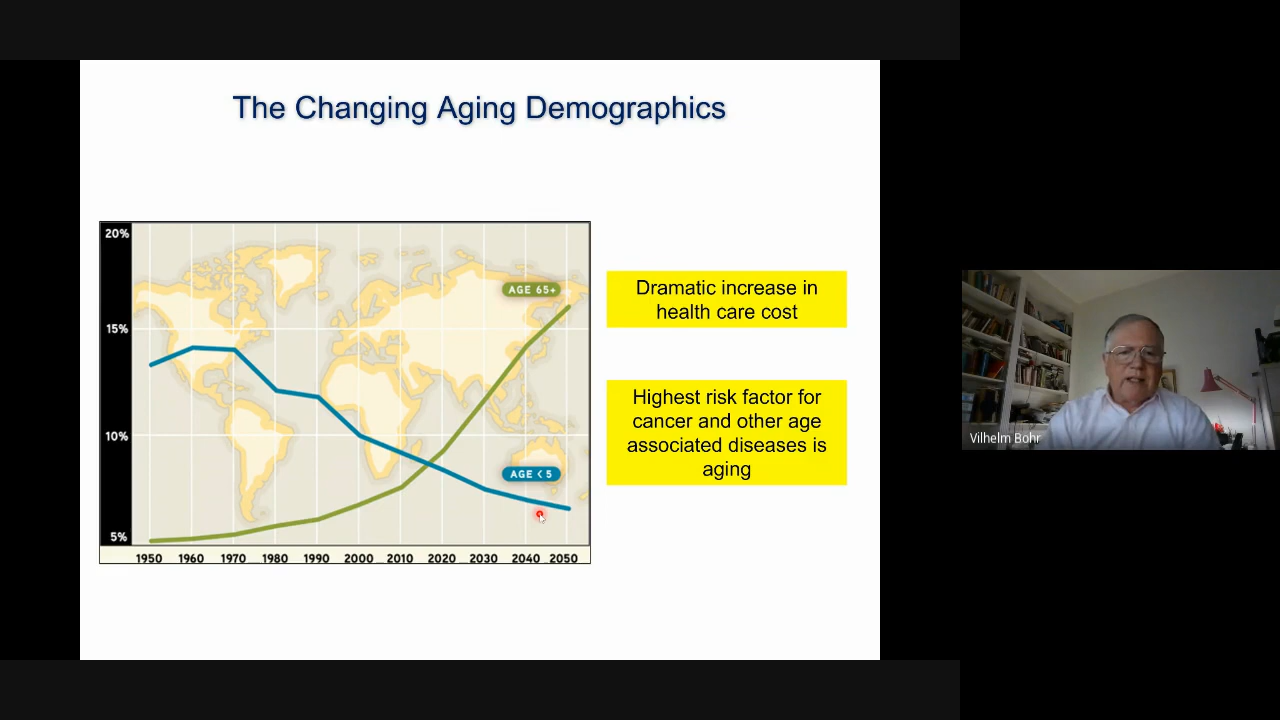 The Changing Aging Demographics
20%
15%
10%
5%
AGE 65+
AGE < 5
1950 1960 1970 1980 1990 2000 2010 2020 2030 2040 2050
Dramatic increase in
health care cost
Highest risk factor for
cancer and other age
associated diseases is
aging
Vilhelm Bohr